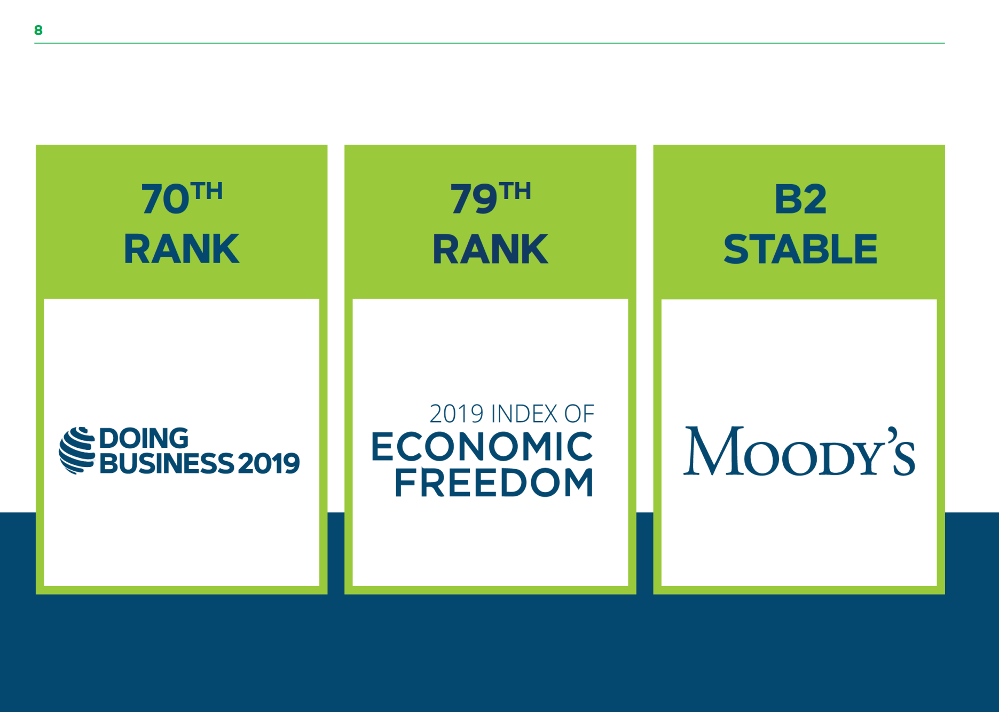 8
70TH
RANK
DOING
BUSINESS 2019
79TH
RANK
2019 INDEX OF
ECONOMIC
FREEDOM
B2
STABLE
MOODY'S